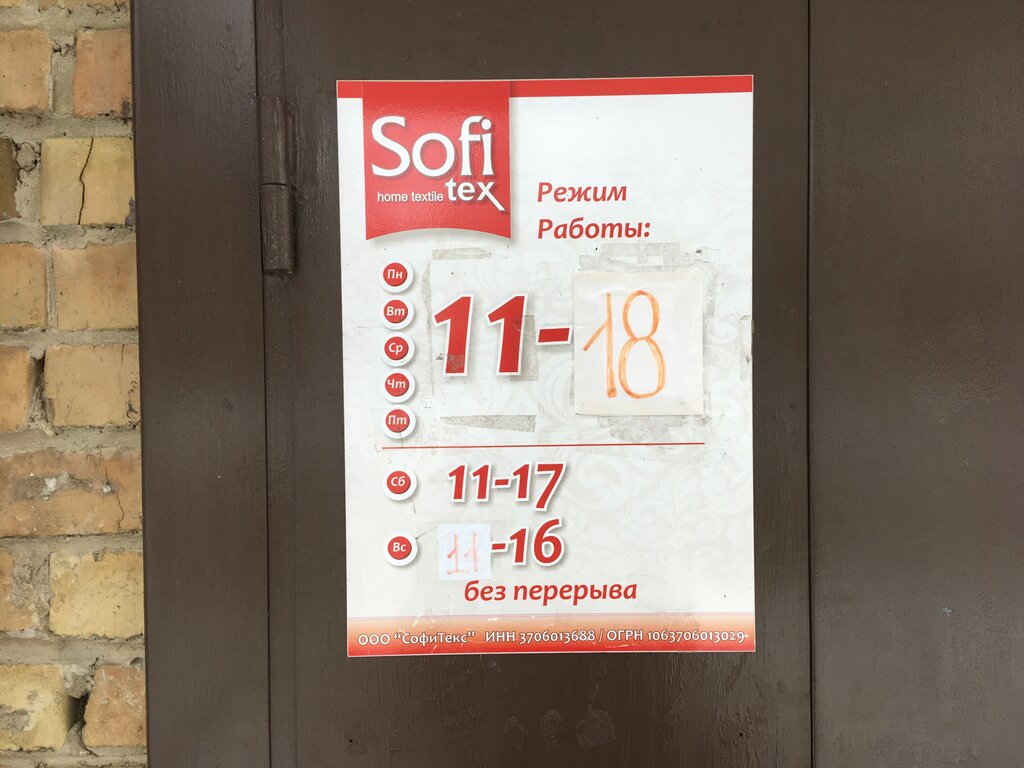 Sofi
home textile tex
Режим
Работы:
Пн
Вт
Ср
Чт
Пт
11-18
Сб 11-17
Вс 11-16
без перерыва
ООО "СофиТекс" ИНН 3706013688 / ОГРН 1063706013029